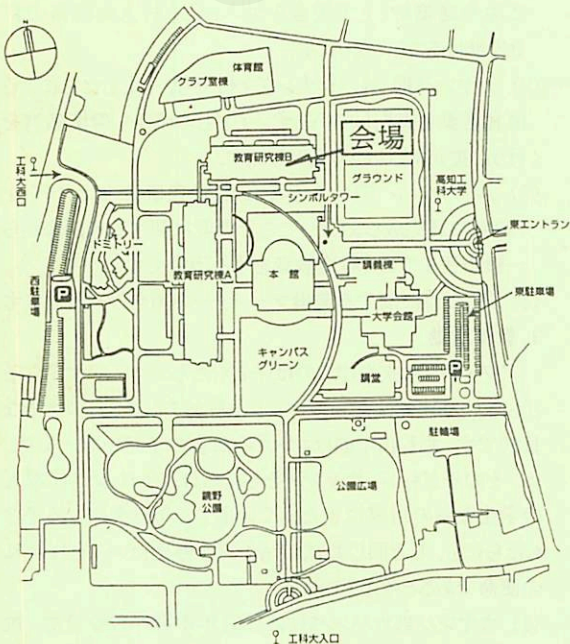 N
体育館
クラブ室棟
教育研究棟B
会場
グラウンド
高知工
科大学
シンボルタワー
工科大西口
東エントラン
ドミトリー
教育研究棟A
本館
講義棟
西駐車場
P
大学会館
東駐車場
キャンパス
グリーン
講堂
P
駐輪場
鏡野
公園
公園広場
工科大入口